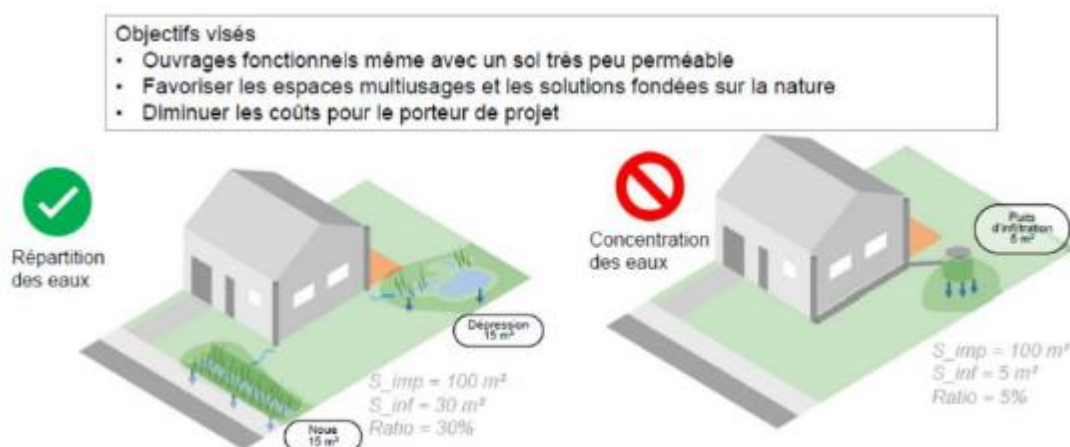 Objectifs visés
• Ouvrages fonctionnels même avec un sol très peu perméable
• Favoriser les espaces multiusages et les solutions fondées sur la nature
• Diminuer les coûts pour le porteur de projet
Répartition
des eaux
Dépression
15 m²
S_imp = 100 m²
S_inf = 30 m²
Ratio = 30%
Noue
15 m²
Concentration
des eaux
Puits
d'infiltration
5 m²
S_imp = 100 m²
S_inf = 5 m²
Ratio = 5%